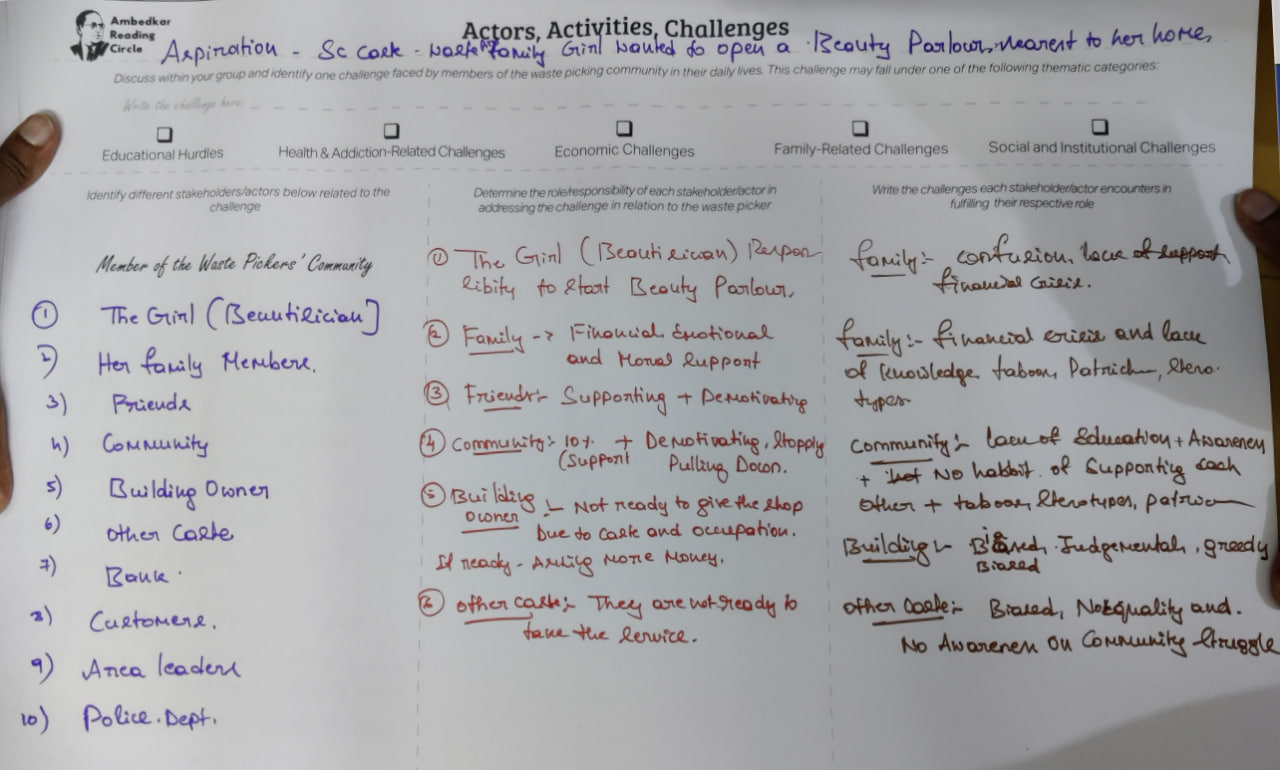 Ambedkar
Reading
Circle
Actors, Activities, Challenges
Aspiration - Sc caste - waste family Girl wanted to open a Beauty Parlour, nearest to her home,
Discuss within your group and identify one challenge faced by members of the waste picking community in their daily lives. This challenge may fall under one of the following thematic categories:
Write the challenge here:
Educational Hurdles
Health & Addiction-Related Challenges
Economic Challenges
Family-Related Challenges
Social and Institutional Challenges
Identify different stakeholders/actors below related to the
challenge
Member of the Waste Pickers' Community
1 The Girl (Beautilician]
2) Her family Members.
3) Friends
4) Community
5) Building Owner
6) other Caste
7) Bank.
8) Customers.
9) Area leaders
10) Police. Dept.
Determine the role/responsibility of each stakeholder/actor in
addressing the challenge in relation to the waste picker
1 The Girl (Beautisican) Respon
sibity to start Beauty Parlour.
2 Family -> Financial, Emotional
and Moral Support
3 Friends:- Supporting + Demotivating
4 Community:- 10% + Demotivating, Stopply
(Support Pulling Down.
5 Building
owner - Not ready to give the shop
Due to caste and occupation.
If ready - Asking More Money.
6 other caste:- They are not ready to
take the service.
Write the challenges each stakeholder/actor encounters in
fulfilling their respective role
family:- confusion, lack of support,
financial crisis.
family:- financial crisis and lack
of knowledge, taboos, Patrich, stero.
types.
Community:- lack of Education + Awareness
+ No habbit of Supporting each
other + taboos, sterotypes,
Building:- Biased, Judgemental, greedy
Biased
other caste:- Biased, No equality and.
No Awareness on Community Struggle